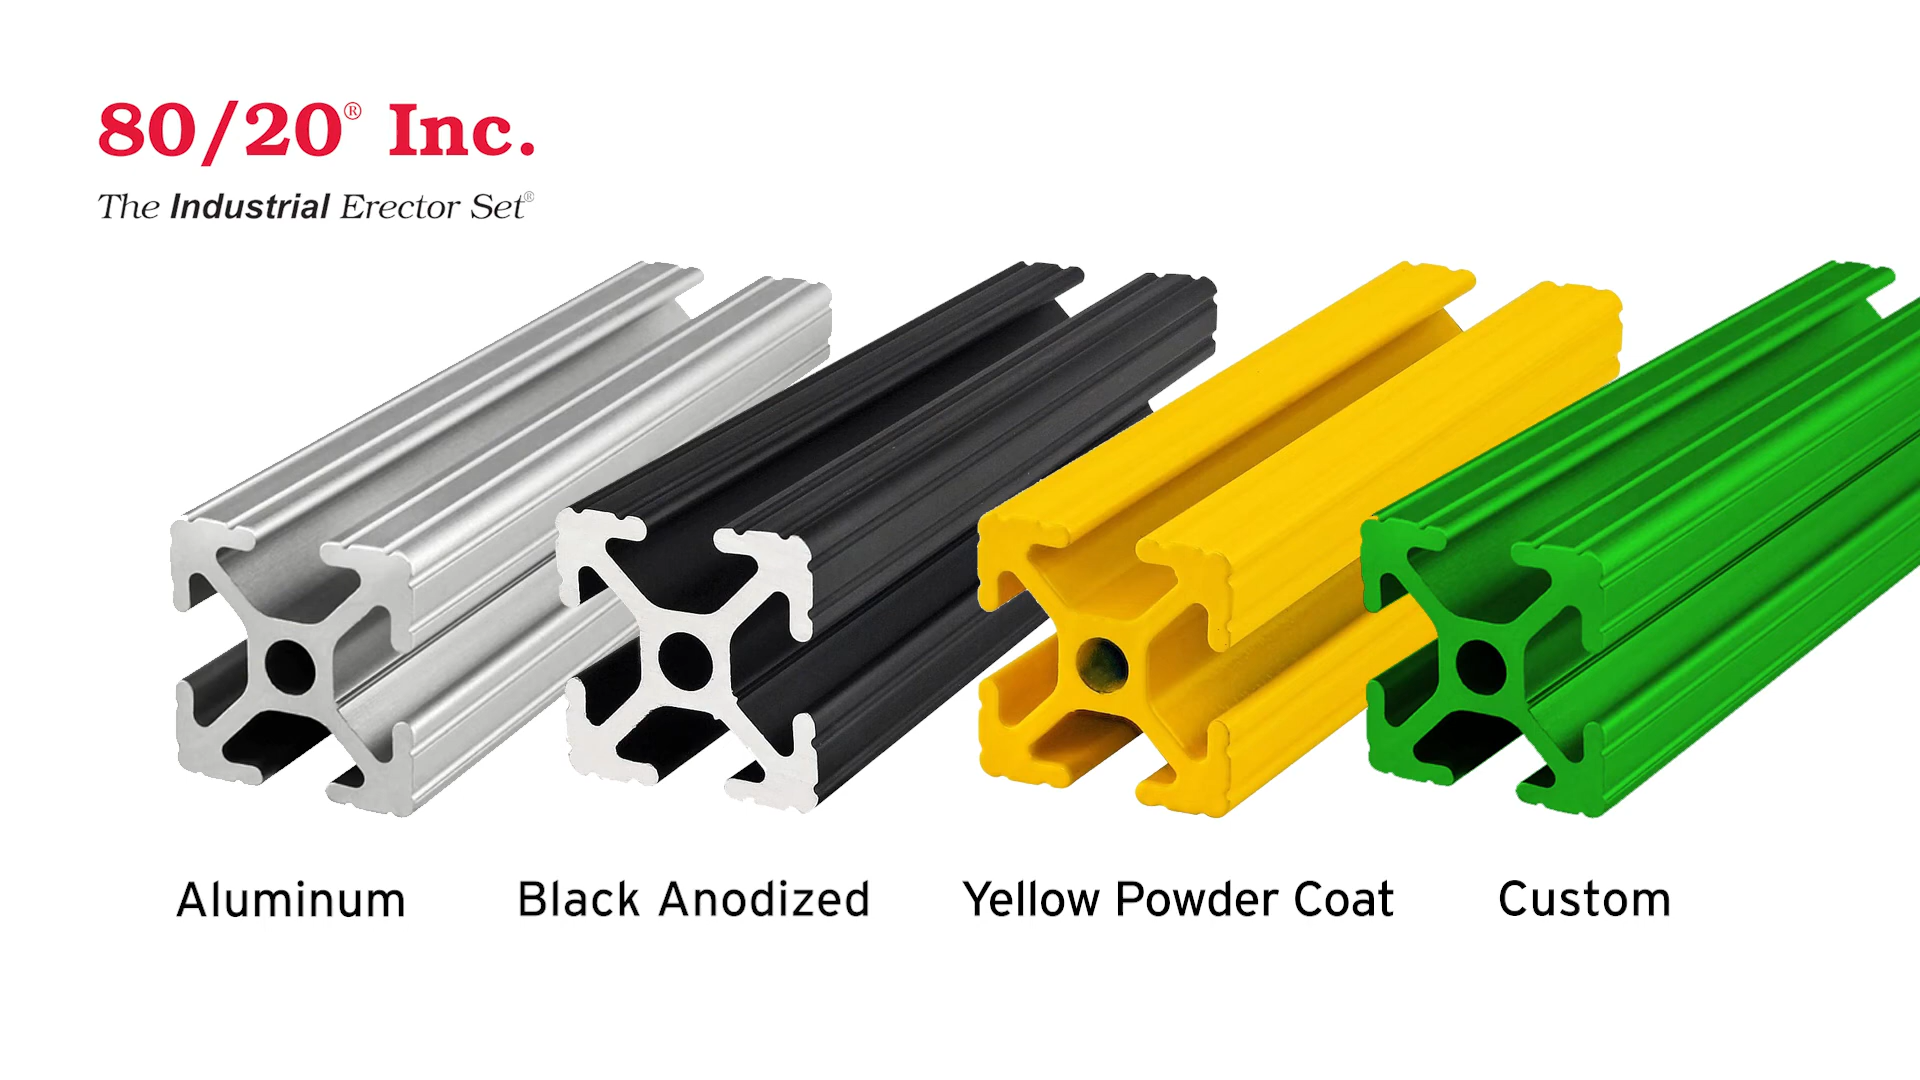 80/20® Inc.
The Industrial Erector Set®
Aluminum
Black Anodized
Yellow Powder Coat
Custom